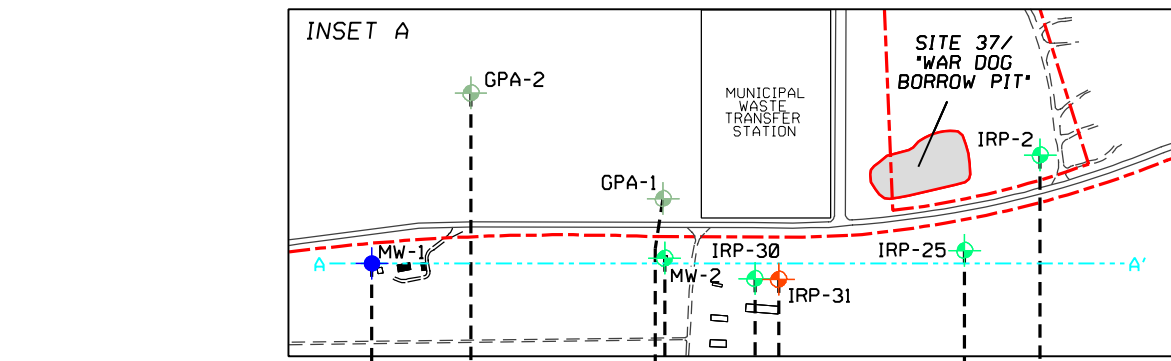 INSET A
SITE 37/
"WAR DOG
BORROW PIT"
GPA-2
MUNICIPAL
WASTE
TRANSFER
STATION
IRP-2
GPA-1
MW-1
IRP-30
IRP-25
A
A'
MW-2
IRP-31